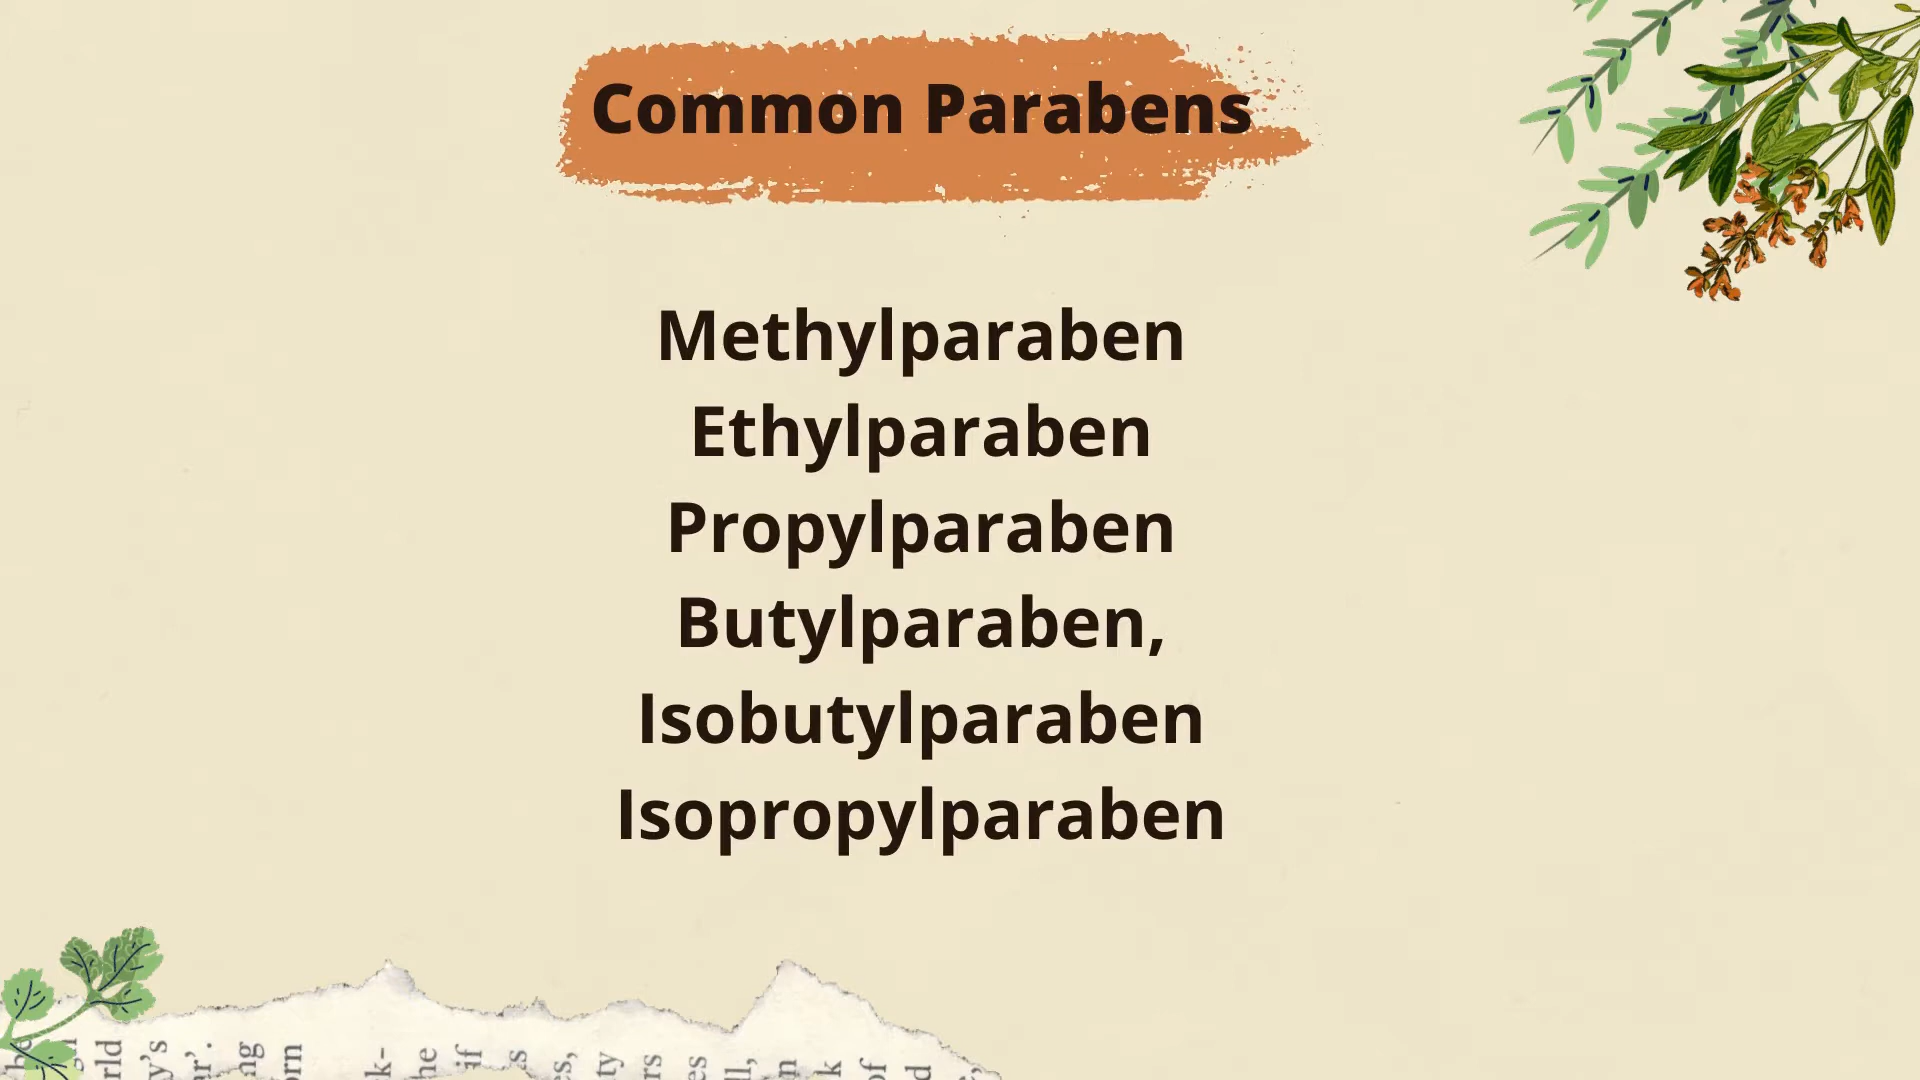 Common Parabens
Methylparaben
Ethylparaben
Propylparaben
Butylparaben,
Isobutylparaben
Isopropylparaben